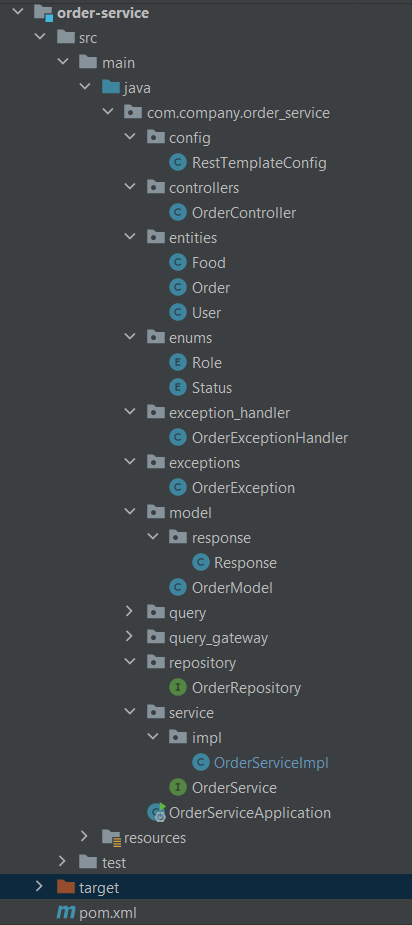 order-service
src
main
java
com.company.order_service
config
C RestTemplateConfig
controllers
C OrderController
entities
C Food
C Order
C User
enums
E Role
E Status
exception_handler
C OrderExceptionHandler
exceptions
C OrderException
model
response
C Response
C OrderModel
query
query_gateway
repository
I OrderRepository
service
impl
C OrderServiceImpl
I OrderService
OrderServiceApplication
resources
test
target
m pom.xml